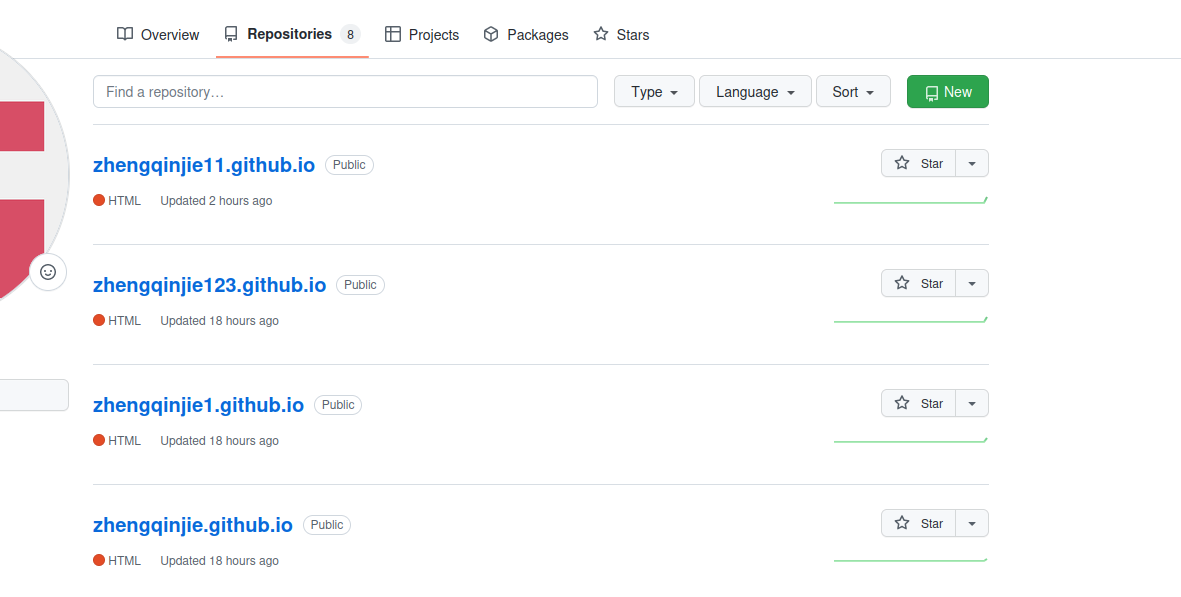 Overview Repositories 8 Projects Packages Stars
Find a repository… Type Language Sort New
zhengqinjie11.github.io Public Star
HTML Updated 2 hours ago
zhengqinjie123.github.io Public Star
HTML Updated 18 hours ago
zhengqinjie1.github.io Public Star
HTML Updated 18 hours ago
zhengqinjie.github.io Public Star
HTML Updated 18 hours ago